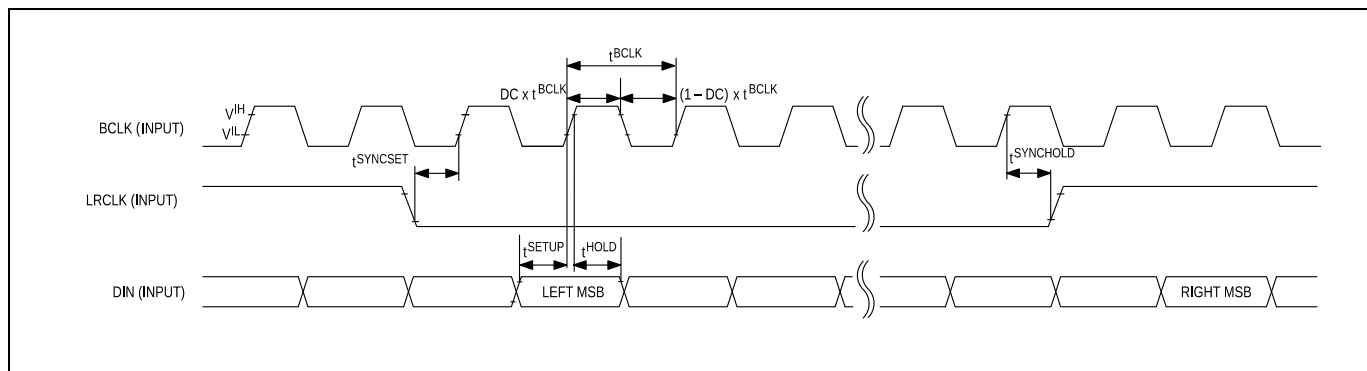 tBCLK
DC x tBCLK
(1 – DC) x tBCLK
VIH
BCLK (INPUT)
VIL
tSYNCSET
tSYNCHOLD
LRCLK (INPUT)
tSETUP
tHOLD
DIN (INPUT)
LEFT MSB
RIGHT MSB